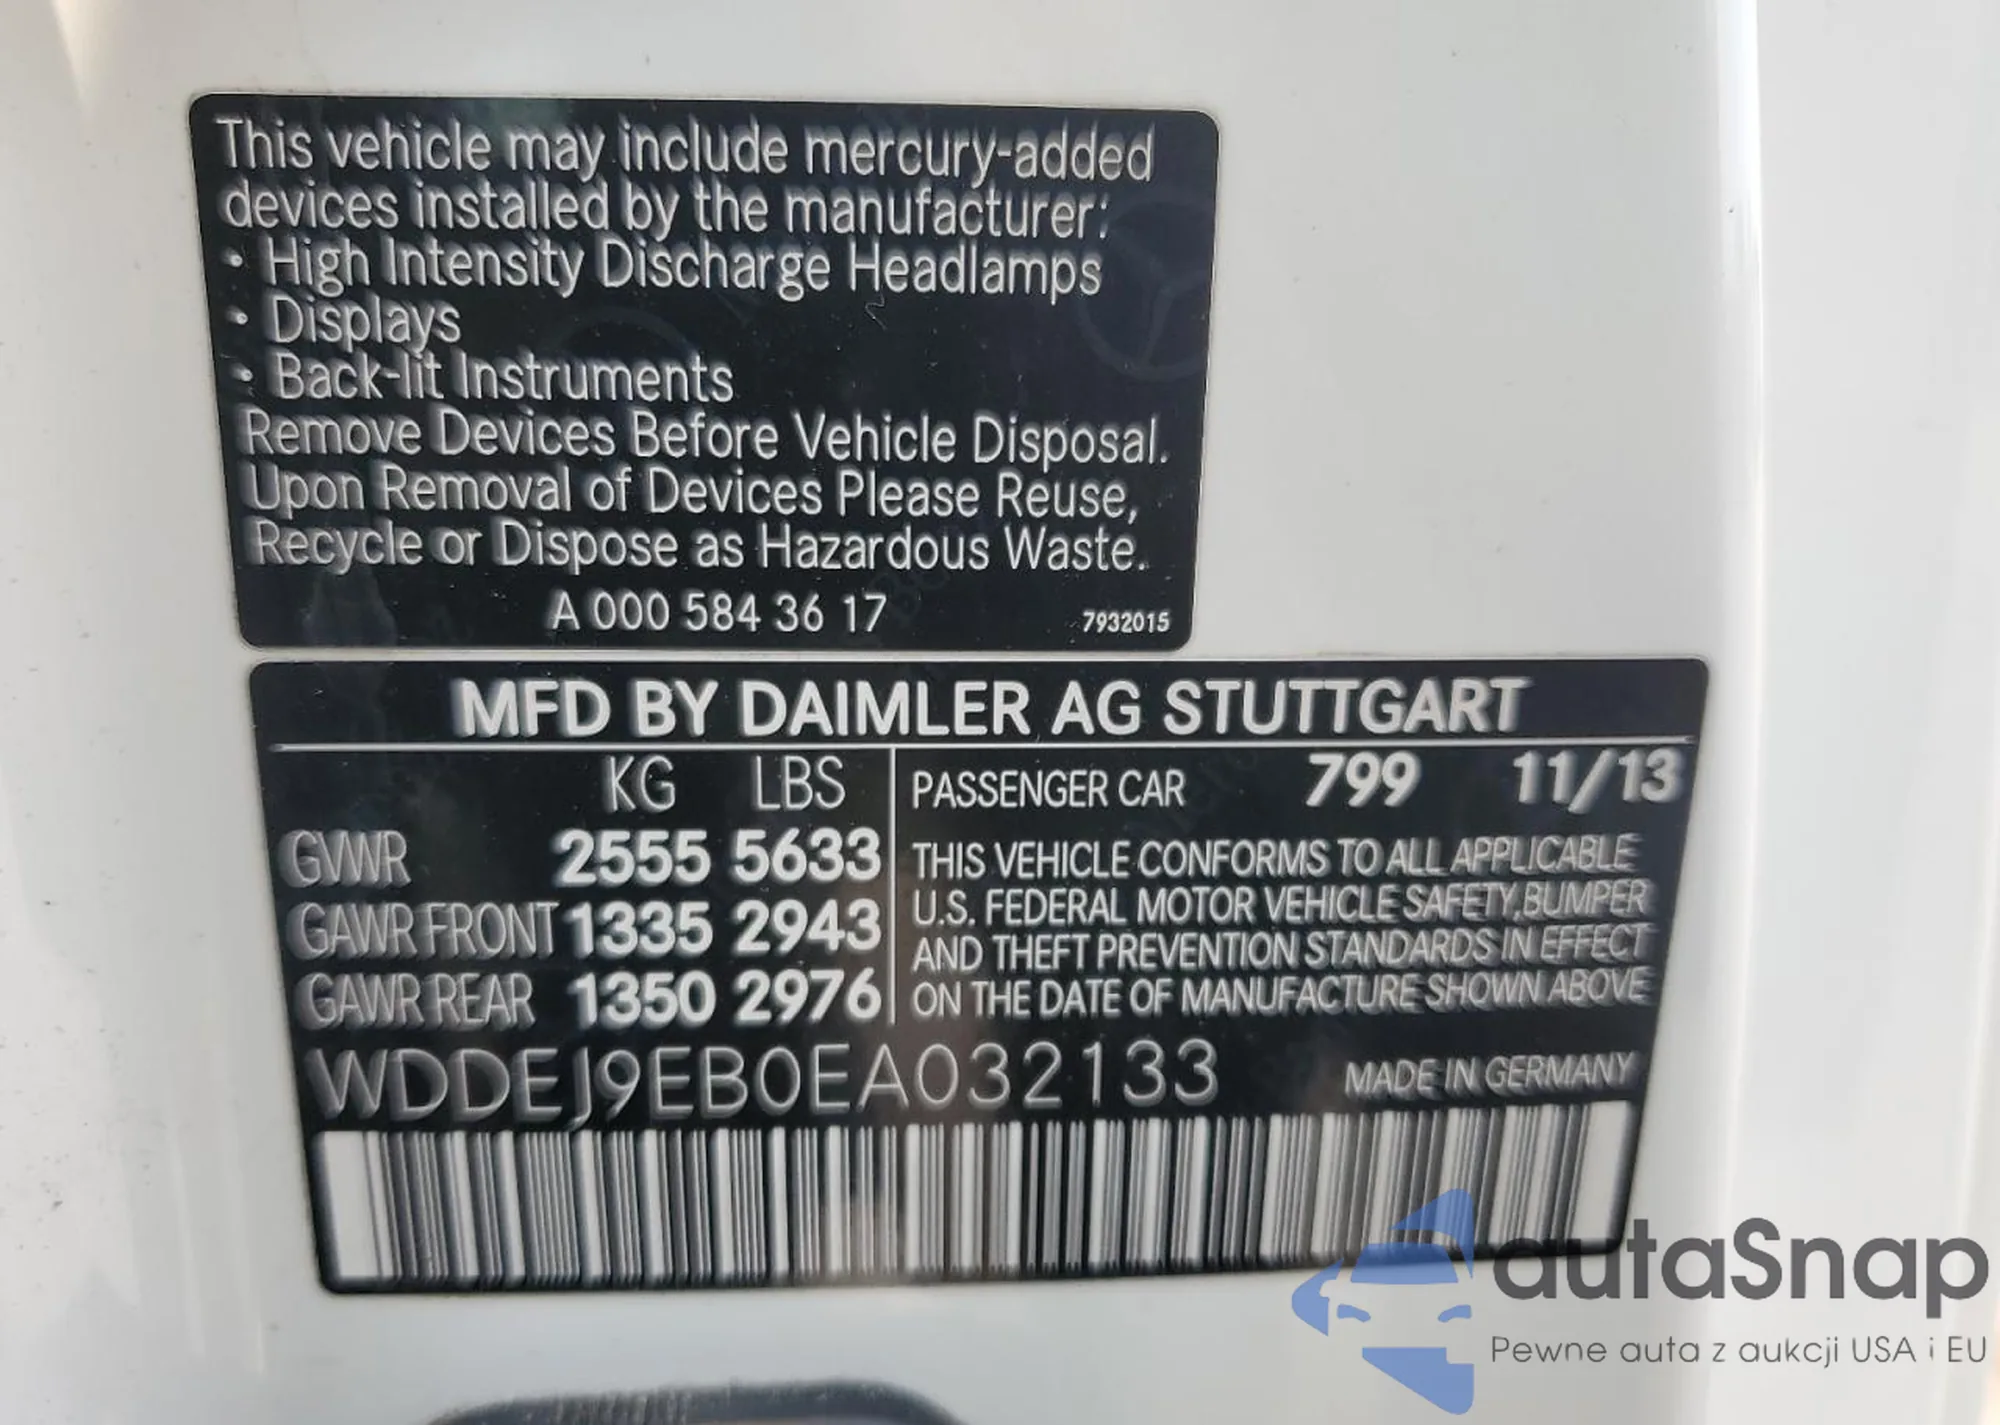 This vehicle may include mercury-added
devices installed by the manufacturer:
• High Intensity Discharge Headlamps
• Displays
• Back-lit Instruments
Remove Devices Before Vehicle Disposal.
Upon Removal of Devices Please Reuse,
Recycle or Dispose as Hazardous Waste.
A 000 584 36 17 7932015
MFD BY DAIMLER AG STUTTGART
KG LBS
GVWR 2555 5633
GAWR FRONT 1335 2943
GAWR REAR 1350 2976
PASSENGER CAR 799 11/13
THIS VEHICLE CONFORMS TO ALL APPLICABLE
U.S. FEDERAL MOTOR VEHICLE SAFETY, BUMPER
AND THEFT PREVENTION STANDARDS IN EFFECT
ON THE DATE OF MANUFACTURE SHOWN ABOVE
WDDEJ9EB0EA032133 MADE IN GERMANY
autaSnap
Pewne auta z aukcji USA i EU